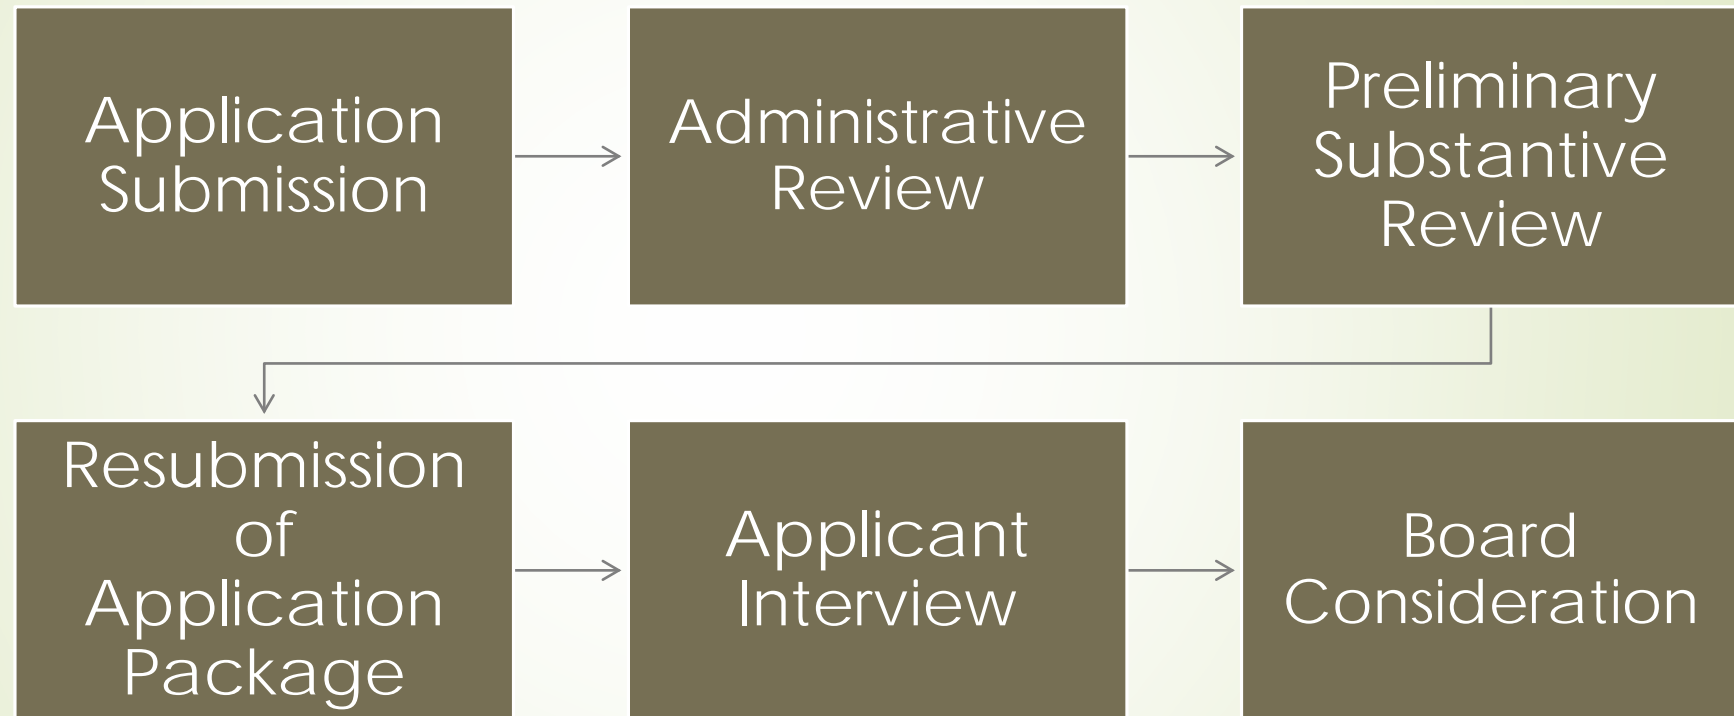 Application
Submission
Administrative
Review
Preliminary
Substantive
Review
Resubmission
of
Application
Package
Applicant
Interview
Board
Consideration